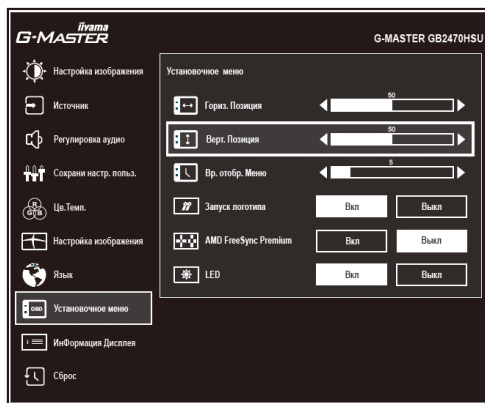 iiyama
G-MASTER
G-MASTER GB2470HSU
Настройка изображения
Источник
Регулировка аудио
Сохрани настр. польз.
R G B
Цв.Темп.
Настройка изображения
Язык
OSD
Установочное меню
i
ИнФормация Дисплея
Сброс
Установочное меню
Гориз. Позиция
50
Верт. Позиция
50
Вр. отобр. Меню
5
Запуск логотипа
Вкл
Выкл
AMD FreeSync Premium
Вкл
Выкл
LED
Вкл
Выкл